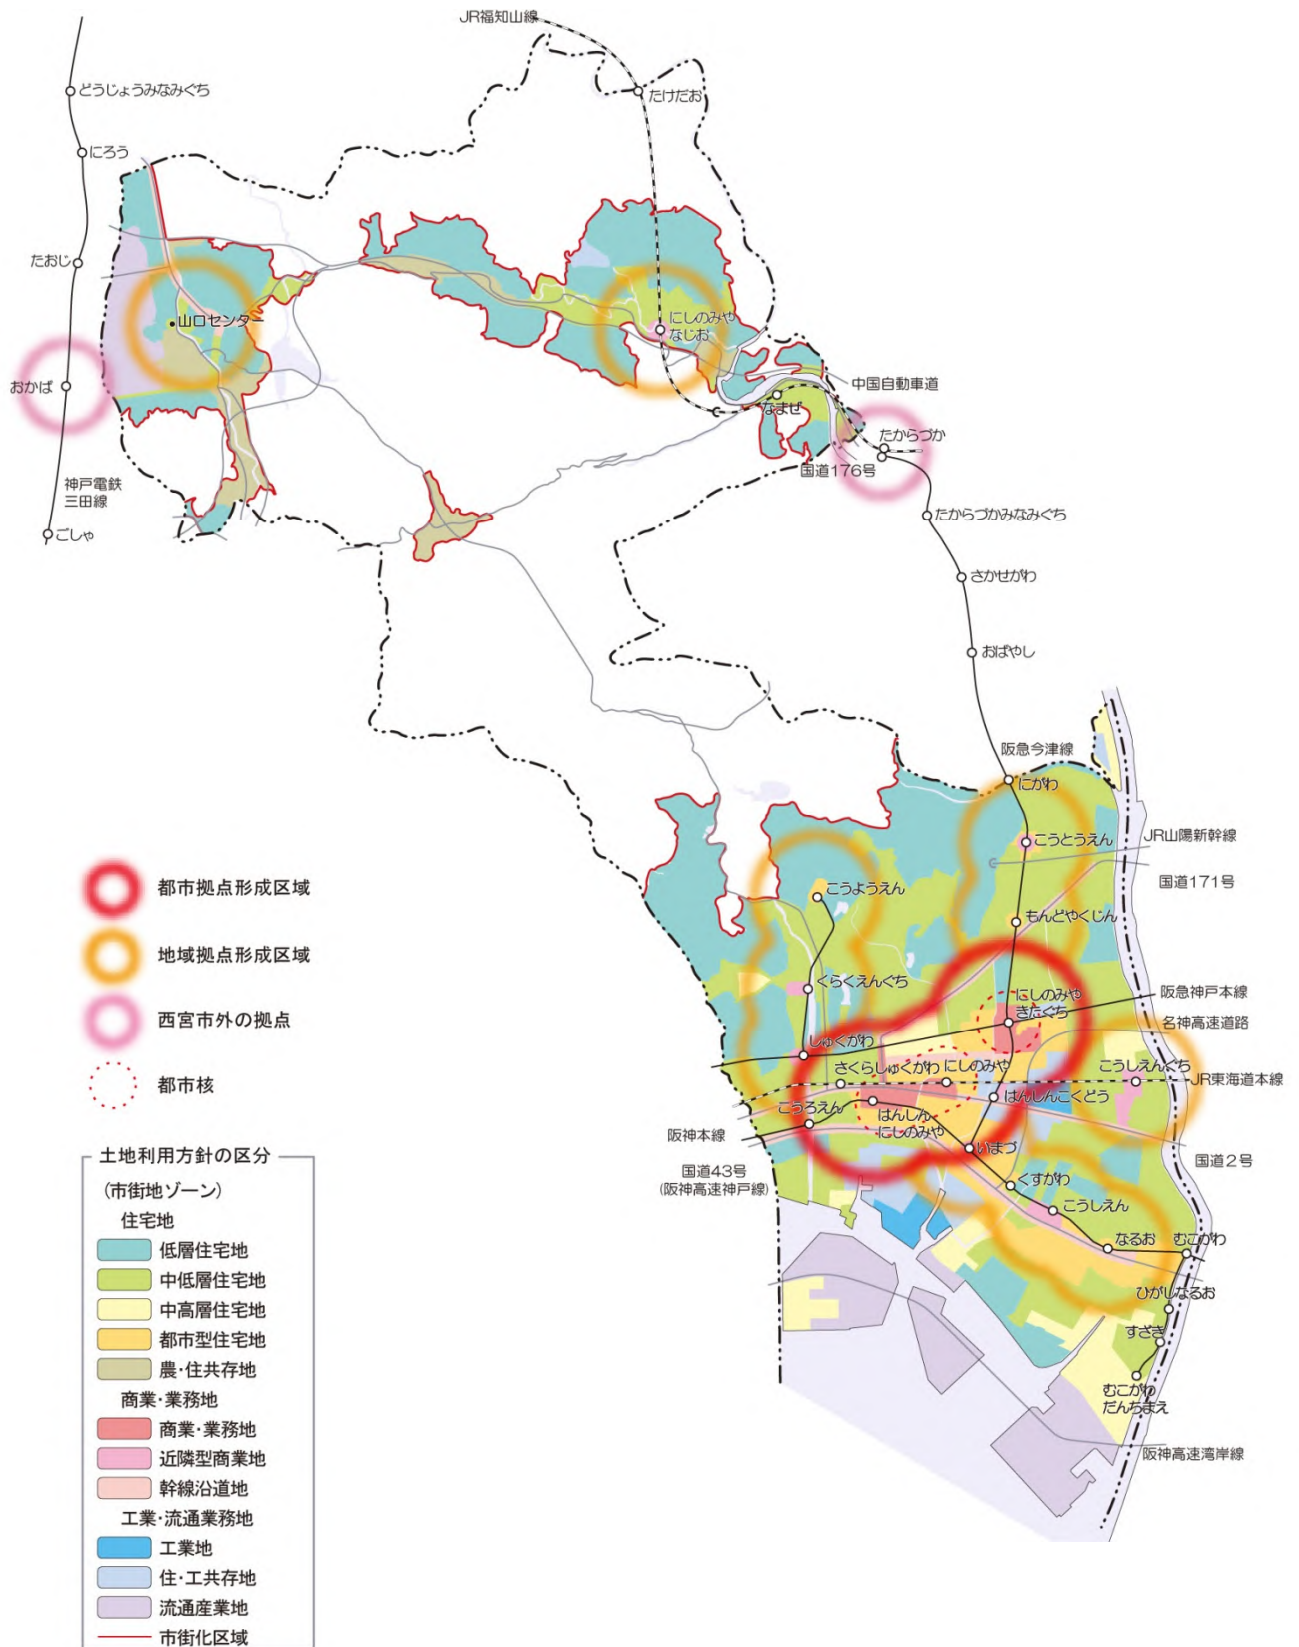 JR福知山線
どうじょうみなみぐち
たけだお
にろう
たおじ
山口センター
にしのみや
なじお
おかば
中国自動車道
なまぜ
たからづか
国道176号
神戸電鉄
三田線
ごしゃ
たからづかみなみぐち
さかせがわ
おばやし
阪急今津線
にがわ
こうとうえん
JR山陽新幹線
国道171号
こうようえん
もんどやくじん
くらくえんぐち
にしのみや
きたぐち
阪急神戸本線
名神高速道路
しゅくがわ
さくらしゅくがわ
にしのみや
こうしえんぐち
JR東海道本線
こうろえん
はんしんこくどう
はんしん
にしのみや
阪神本線
いまづ
国道2号
国道43号
(阪神高速神戸線)
くすがわ
こうしえん
なるお
むこがわ
ひがしなるお
すざき
むこがわ
だんちまえ
阪神高速湾岸線
都市拠点形成区域
地域拠点形成区域
西宮市外の拠点
都市核
土地利用方針の区分
(市街地ゾーン)
住宅地
低層住宅地
中低層住宅地
中高層住宅地
都市型住宅地
農・住共存地
商業・業務地
商業・業務地
近隣型商業地
幹線沿道地
工業・流通業務地
工業地
住・工共存地
流通産業地
市街化区域